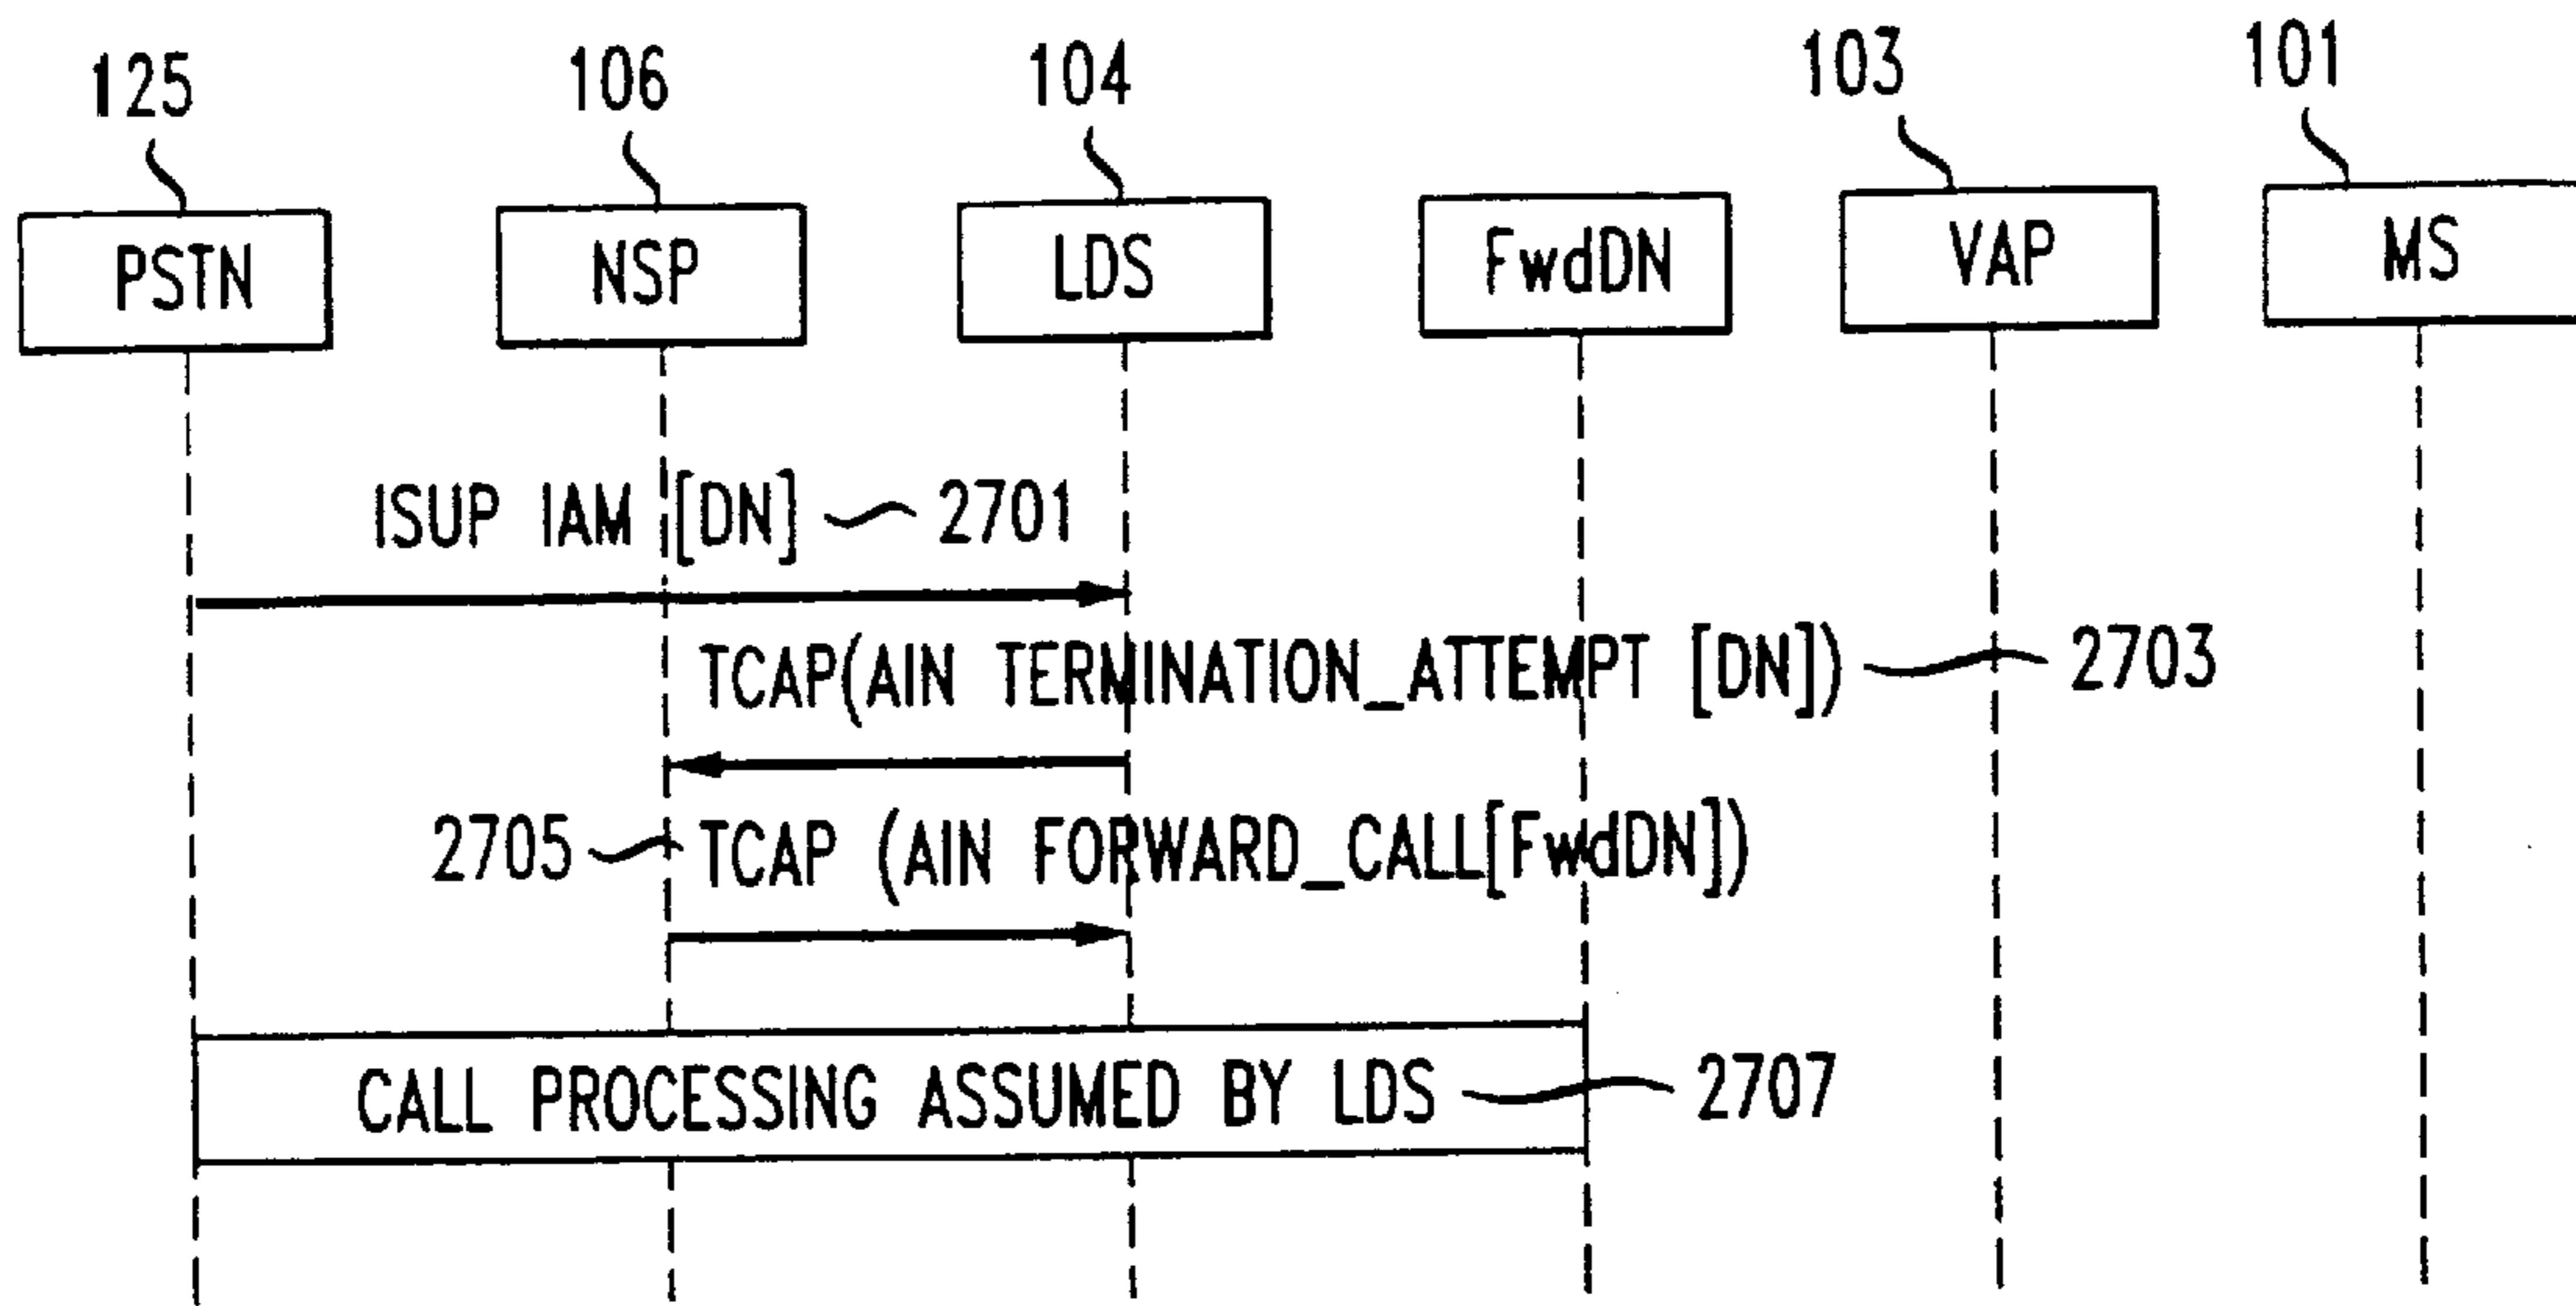 125 106 104 103 101
PSTN NSP LDS FwdDN VAP MS
ISUP IAM [DN] 2701
TCAP(AIN TERMINATION_ATTEMPT [DN]) 2703
2705 TCAP (AIN FORWARD_CALL[FwdDN])
CALL PROCESSING ASSUMED BY LDS 2707